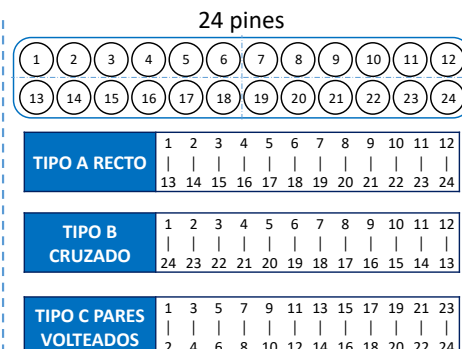 24 pines
1 2 3 4 5 6 7 8 9 10 11 12
13 14 15 16 17 18 19 20 21 22 23 24
TIPO A RECTO
1 2 3 4 5 6 7 8 9 10 11 12
| | | | | | | | | | | |
13 14 15 16 17 18 19 20 21 22 23 24
TIPO B
CRUZADO
1 2 3 4 5 6 7 8 9 10 11 12
| | | | | | | | | | | |
24 23 22 21 20 19 18 17 16 15 14 13
TIPO C PARES
VOLTEADOS
1 3 5 7 9 11 13 15 17 19 21 23
| | | | | | | | | | | |
2 4 6 8 10 12 14 16 18 20 22 24